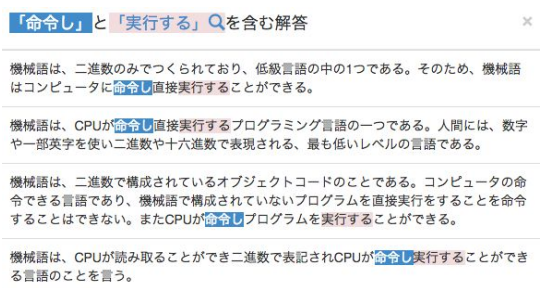 「命令し」と「実行する」を含む解答 ×
機械語は、二進数のみでつくられており、低級言語の中の1つである。そのため、機械語
はコンピュータに命令し直接実行することができる。
機械語は、CPUが命令し直接実行するプログラミング言語の一つである。人間には、数字
や一部英字を使い二進数や十六進数で表現される、最も低いレベルの言語である。
機械語は、二進数で構成されているオブジェクトコードのことである。コンピュータの命
令できる言語であり、機械語で構成されていないプログラムを直接実行をすることを命令
することはできない。またCPUが命令しプログラムを実行することができる。
機械語は、CPUが読み取ることができ二進数で表記されCPUが命令し実行することができ
る言語のことを言う。